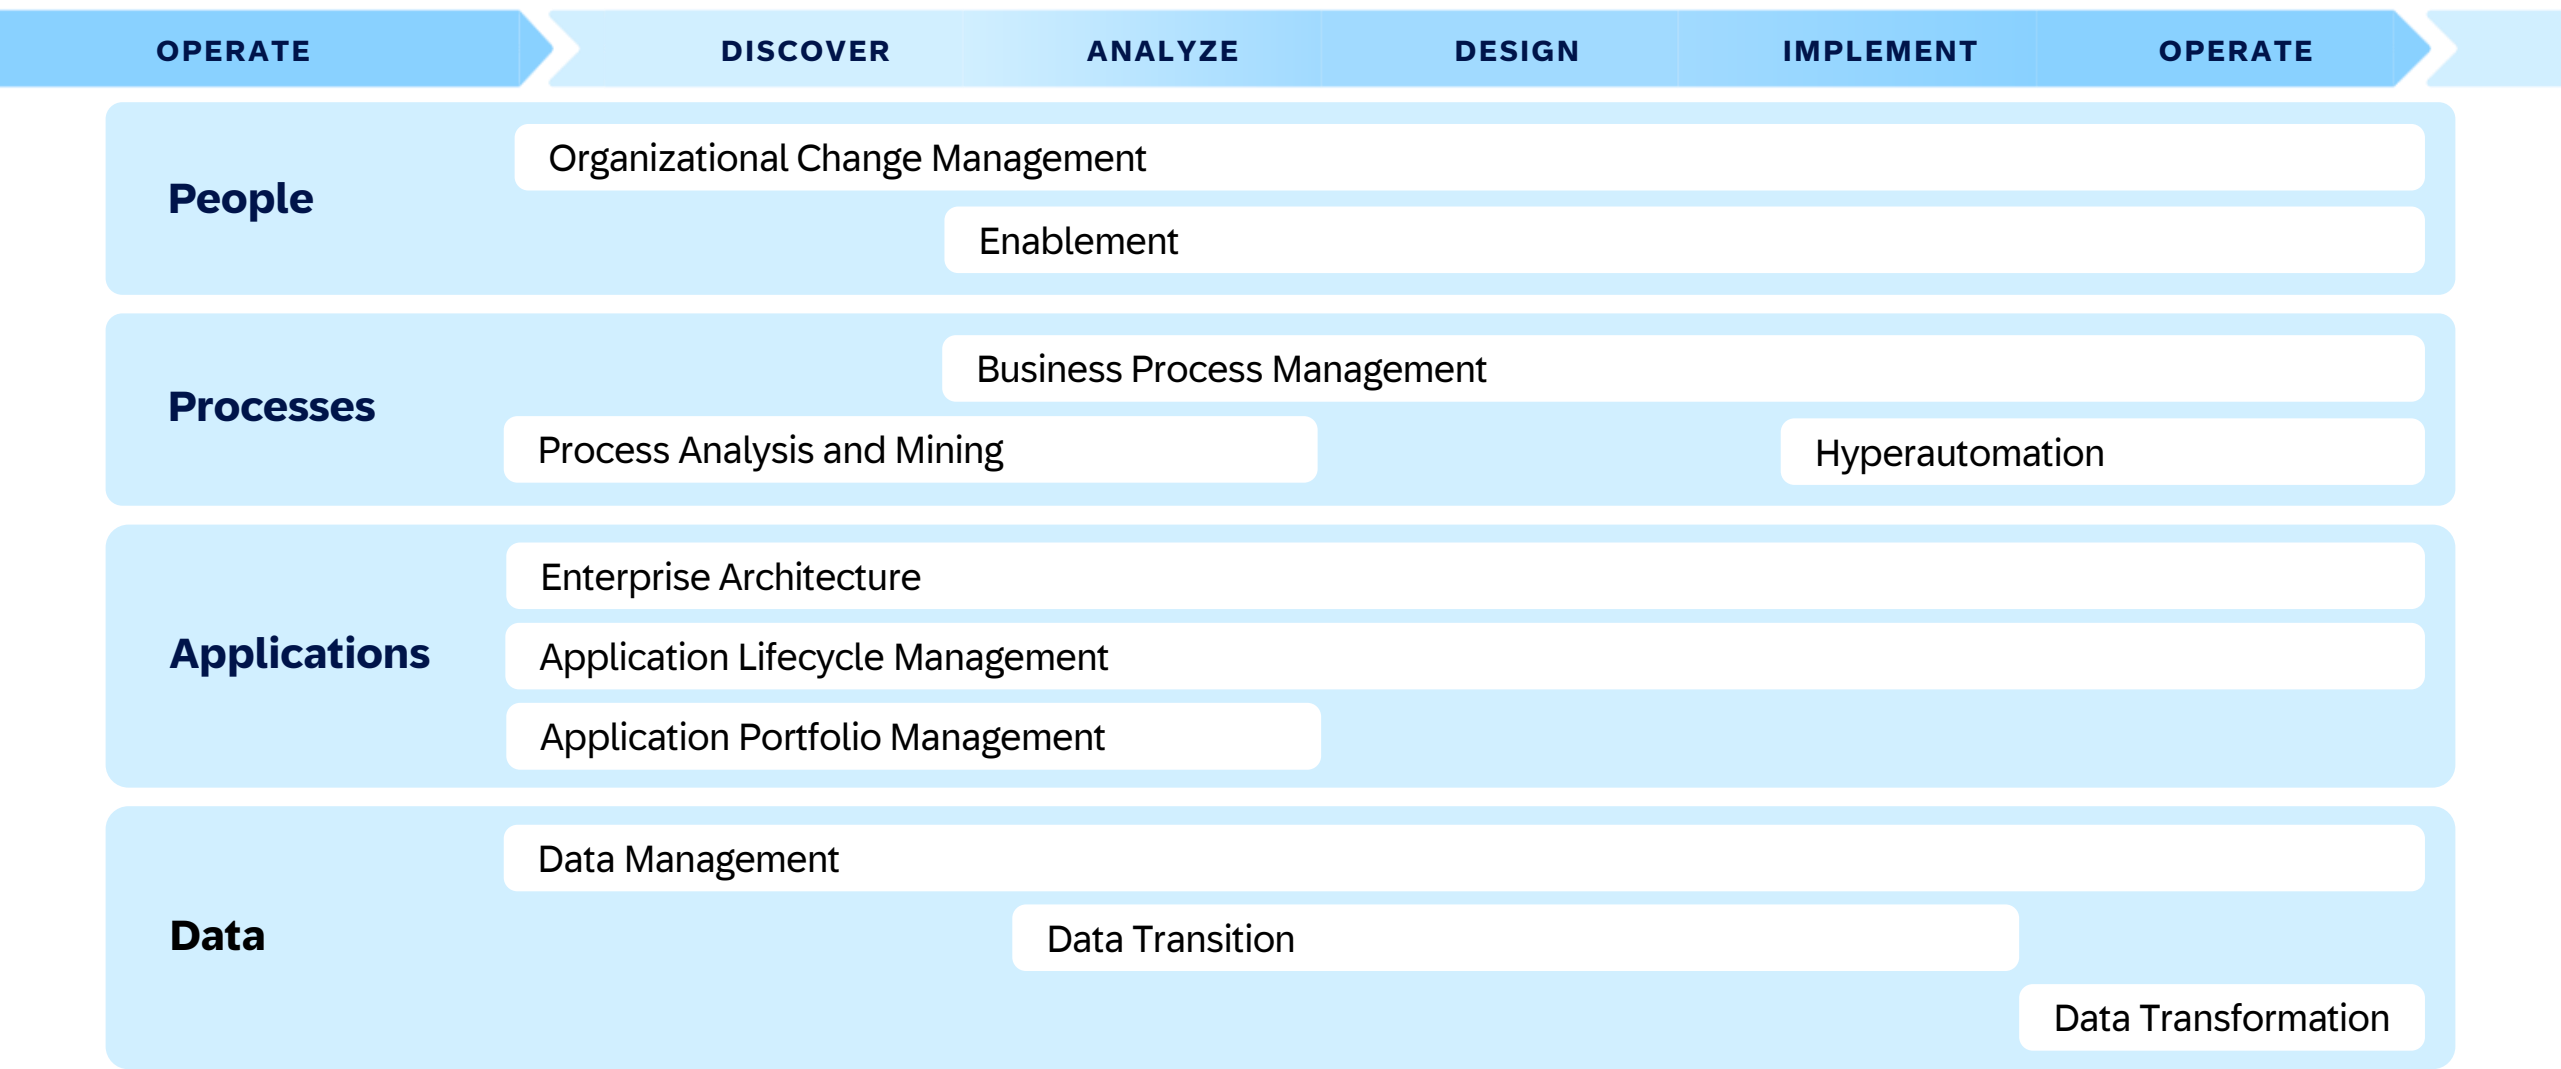 OPERATE DISCOVER ANALYZE DESIGN IMPLEMENT OPERATE
People
Organizational Change Management
Enablement
Processes
Business Process Management
Process Analysis and Mining
Hyperautomation
Applications
Enterprise Architecture
Application Lifecycle Management
Application Portfolio Management
Data
Data Management
Data Transition
Data Transformation